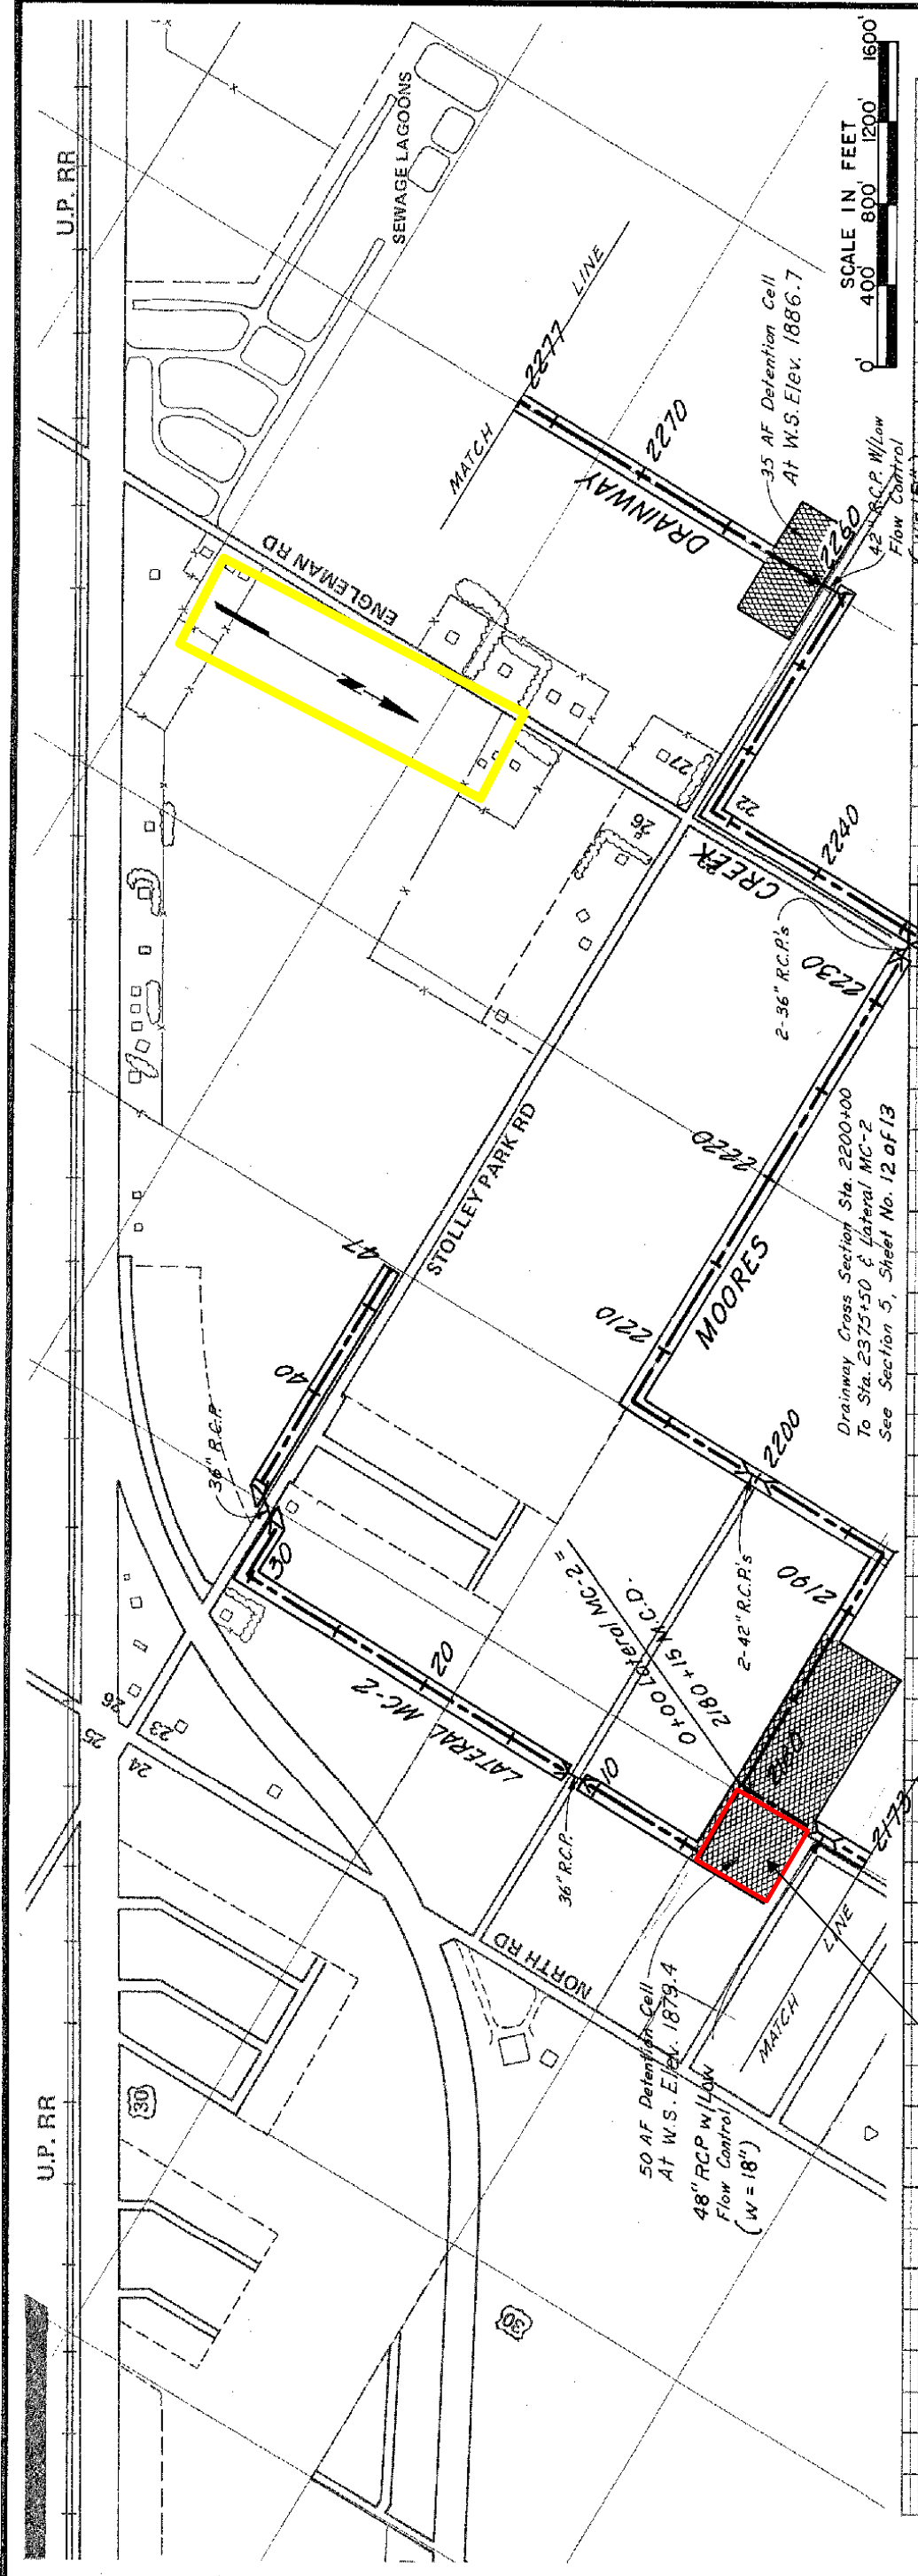 U.P. RR
U.P. RR
SEWAGE LAGOONS
ENGLEMAN RD
N
MATCH LINE
2277
2270
DRAINWAY
35 AF Detention Cell
At W.S. Elev. 1886.7
SCALE IN FEET
0' 400' 800' 1200' 1600'
2260
42" R.C.P. W/Low
Flow Control
27
26
22
CREEK
2240
2-36" R.C.P.'s
2230
2220
STOLLEY PARK RD
MOORES
2210
Drainway Cross Section Sta. 2200+00
To Sta. 2375+50 & Lateral MC-2
See Section 5, Sheet No. 12 of 13
47
40
36" R.C.P.
30
2200
2-42" R.C.P.'s
2190
0+00 Lateral MC-2 =
2180+15 M.C.D.
20
LATERAL MC-2
10
36" R.C.P.
2180
2173
26
25
23
24
NORTH RD
MATCH LINE
50 AF Detention Cell
At W.S. Elev. 1879.4
48" RCP w/Low
Flow Control
(W = 18")
30
30